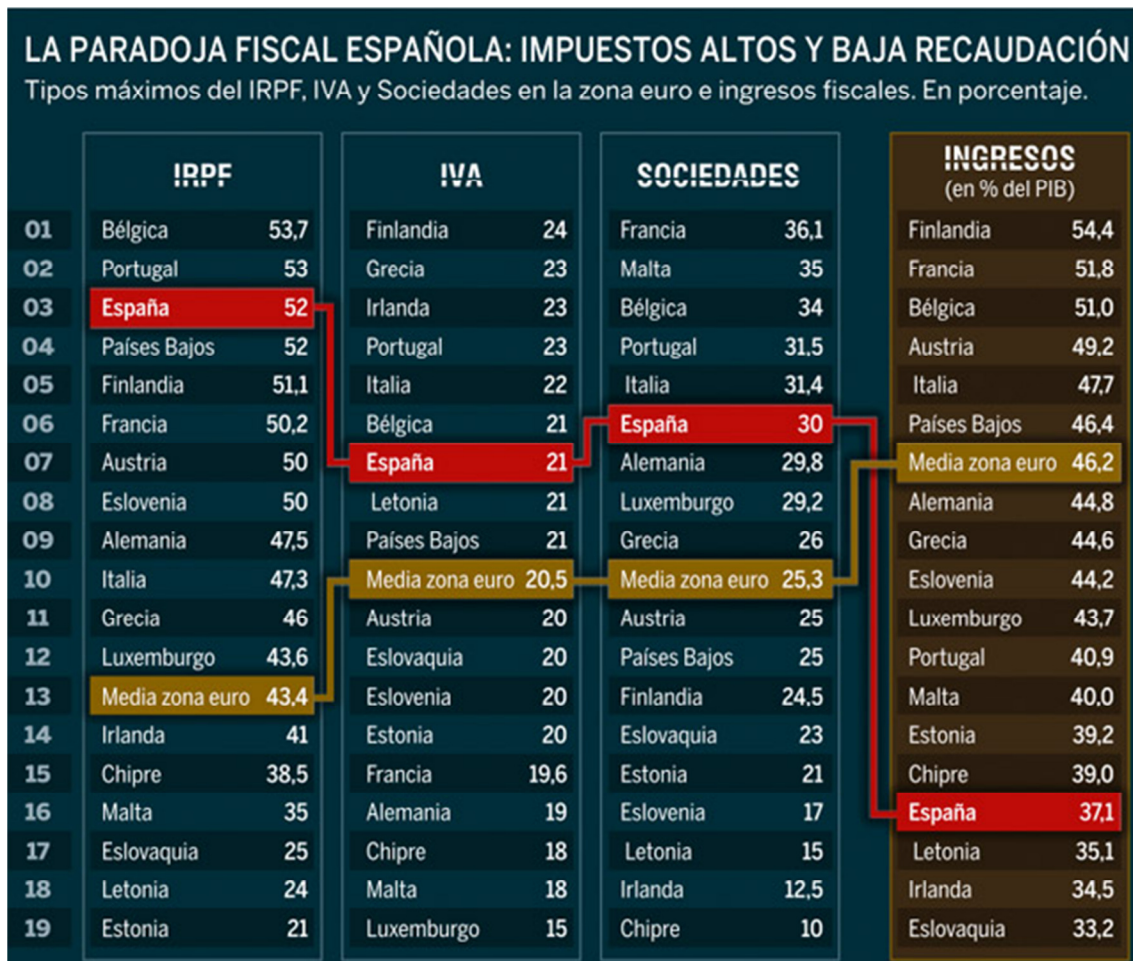 LA PARADOJA FISCAL ESPAÑOLA: IMPUESTOS ALTOS Y BAJA RECAUDACIÓN
Tipos máximos del IRPF, IVA y Sociedades en la zona euro e ingresos fiscales. En porcentaje.
IRPF IVA SOCIEDADES INGRESOS
(en % del PIB)
01 Bélgica 53,7 Finlandia 24 Francia 36,1 Finlandia 54,4
02 Portugal 53 Grecia 23 Malta 35 Francia 51,8
03 España 52 Irlanda 23 Bélgica 34 Bélgica 51,0
04 Países Bajos 52 Portugal 23 Portugal 31,5 Austria 49,2
05 Finlandia 51,1 Italia 22 Italia 31,4 Italia 47,7
06 Francia 50,2 Bélgica 21 España 30 Países Bajos 46,4
07 Austria 50 España 21 Alemania 29,8 Media zona euro 46,2
08 Eslovenia 50 Letonia 21 Luxemburgo 29,2 Alemania 44,8
09 Alemania 47,5 Países Bajos 21 Grecia 26 Grecia 44,6
10 Italia 47,3 Media zona euro 20,5 Media zona euro 25,3 Eslovenia 44,2
11 Grecia 46 Austria 20 Austria 25 Luxemburgo 43,7
12 Luxemburgo 43,6 Eslovaquia 20 Países Bajos 25 Portugal 40,9
13 Media zona euro 43,4 Eslovenia 20 Finlandia 24,5 Malta 40,0
14 Irlanda 41 Estonia 20 Eslovaquia 23 Estonia 39,2
15 Chipre 38,5 Francia 19,6 Estonia 21 Chipre 39,0
16 Malta 35 Alemania 19 Eslovenia 17 España 37,1
17 Eslovaquia 25 Chipre 18 Letonia 15 Letonia 35,1
18 Letonia 24 Malta 18 Irlanda 12,5 Irlanda 34,5
19 Estonia 21 Luxemburgo 15 Chipre 10 Eslovaquia 33,2